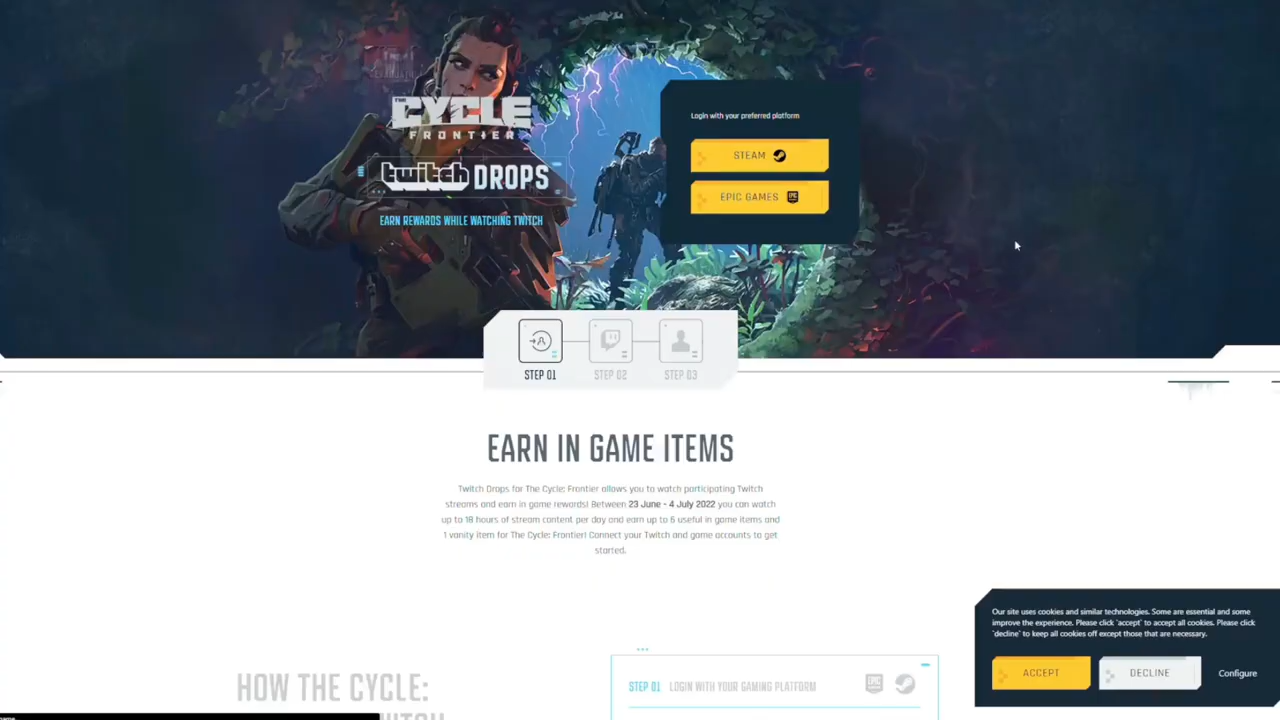 THE
CYCLE
FRONTIER
twitch DROPS
EARN REWARDS WHILE WATCHING TWITCH
Login with your preferred platform
STEAM
EPIC GAMES
STEP 01
STEP 02
STEP 03
EARN IN GAME ITEMS
Twitch Drops for The Cycle: Frontier allows you to watch participating Twitch
streams and earn in game rewards! Between 23 June - 4 July 2022 you can watch
up to 18 hours of stream content per day and earn up to 6 useful in game items and
1 vanity item for The Cycle: Frontier! Connect your Twitch and game accounts to get
started.
Our site uses cookies and similar technologies. Some are essential and some
improve the experience. Please click 'accept' to accept all cookies. Please click
'decline' to keep all cookies off except those that are necessary.
ACCEPT
DECLINE
Configure
HOW THE CYCLE:
STEP 01 LOGIN WITH YOUR GAMING PLATFORM
EPIC